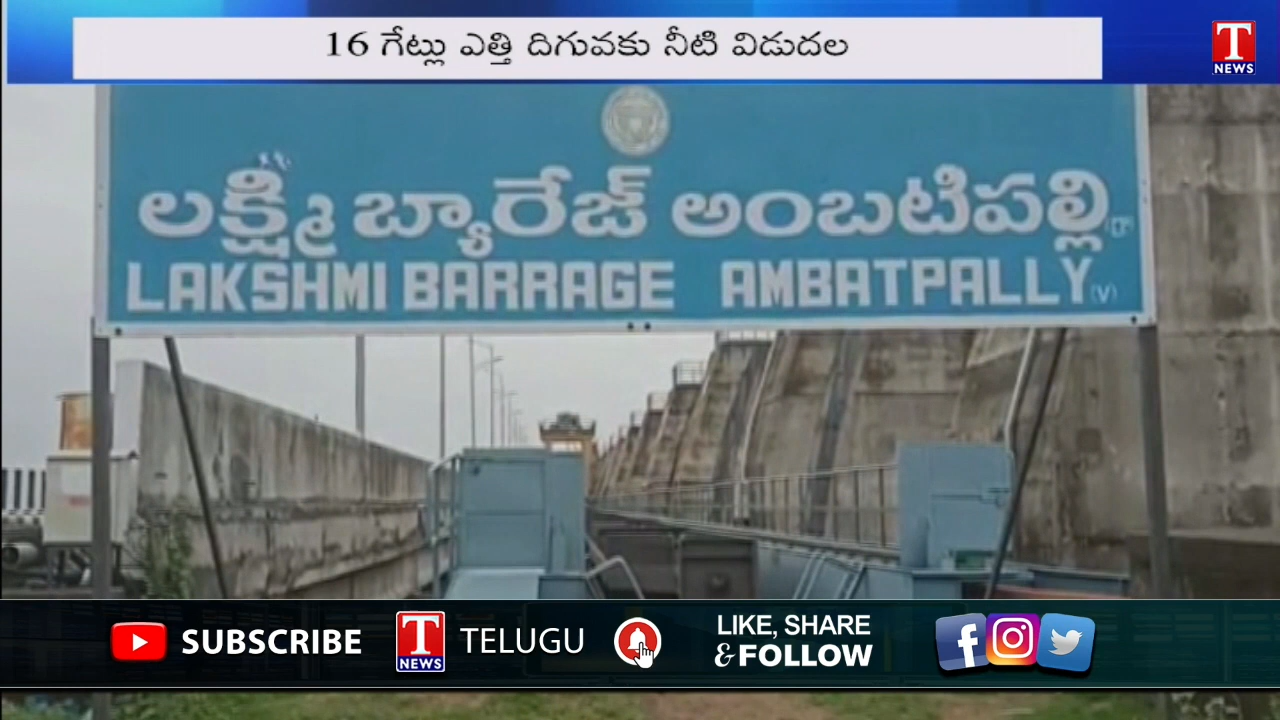 16 గేట్లు ఎత్తి దిగువకు నీటి విడుదల
T NEWS
లక్ష్మి బ్యారేజ్ అంబటిపల్లి (గ్రా)
LAKSHMI BARRAGE AMBATPALLY (V)
SUBSCRIBE T NEWS TELUGU LIKE, SHARE
& FOLLOW